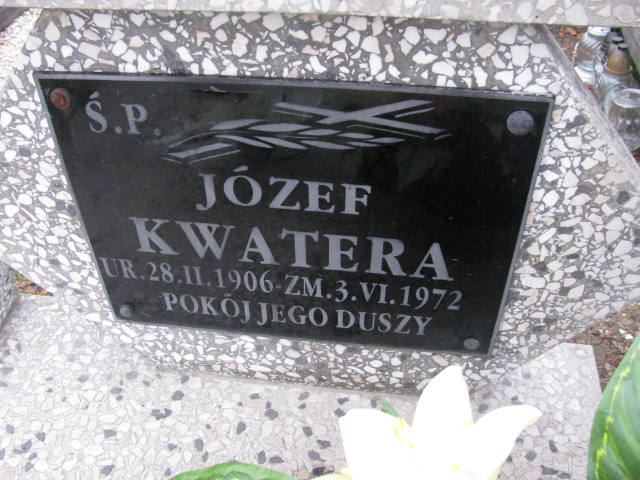 Ś.P.
JÓZEF
KWATERA
UR.28.II.1906-ZM.3.VI.1972
POKÓJ JEGO DUSZY